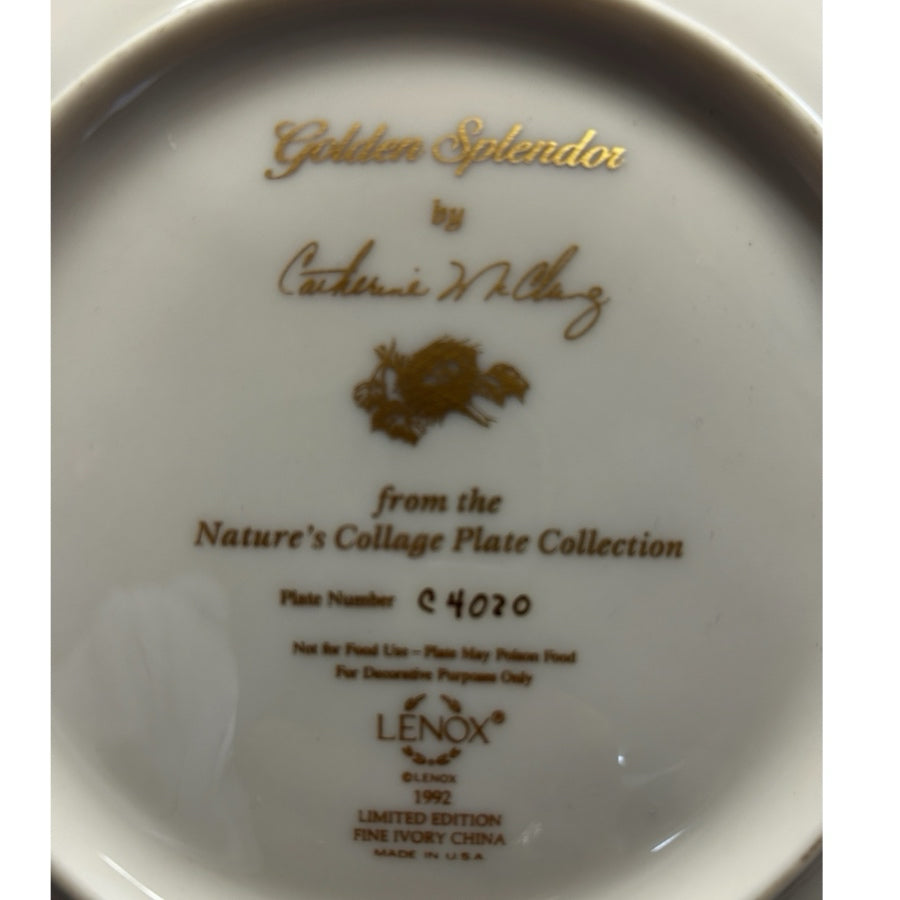 Golden Splendor
by
Catherine McClung
from the
Nature's Collage Plate Collection
Plate Number C4020
Not for Food Use – Plate May Poison Food
For Decorative Purposes Only
LENOX®
©LENOX
1992
LIMITED EDITION
FINE IVORY CHINA
MADE IN U.S.A